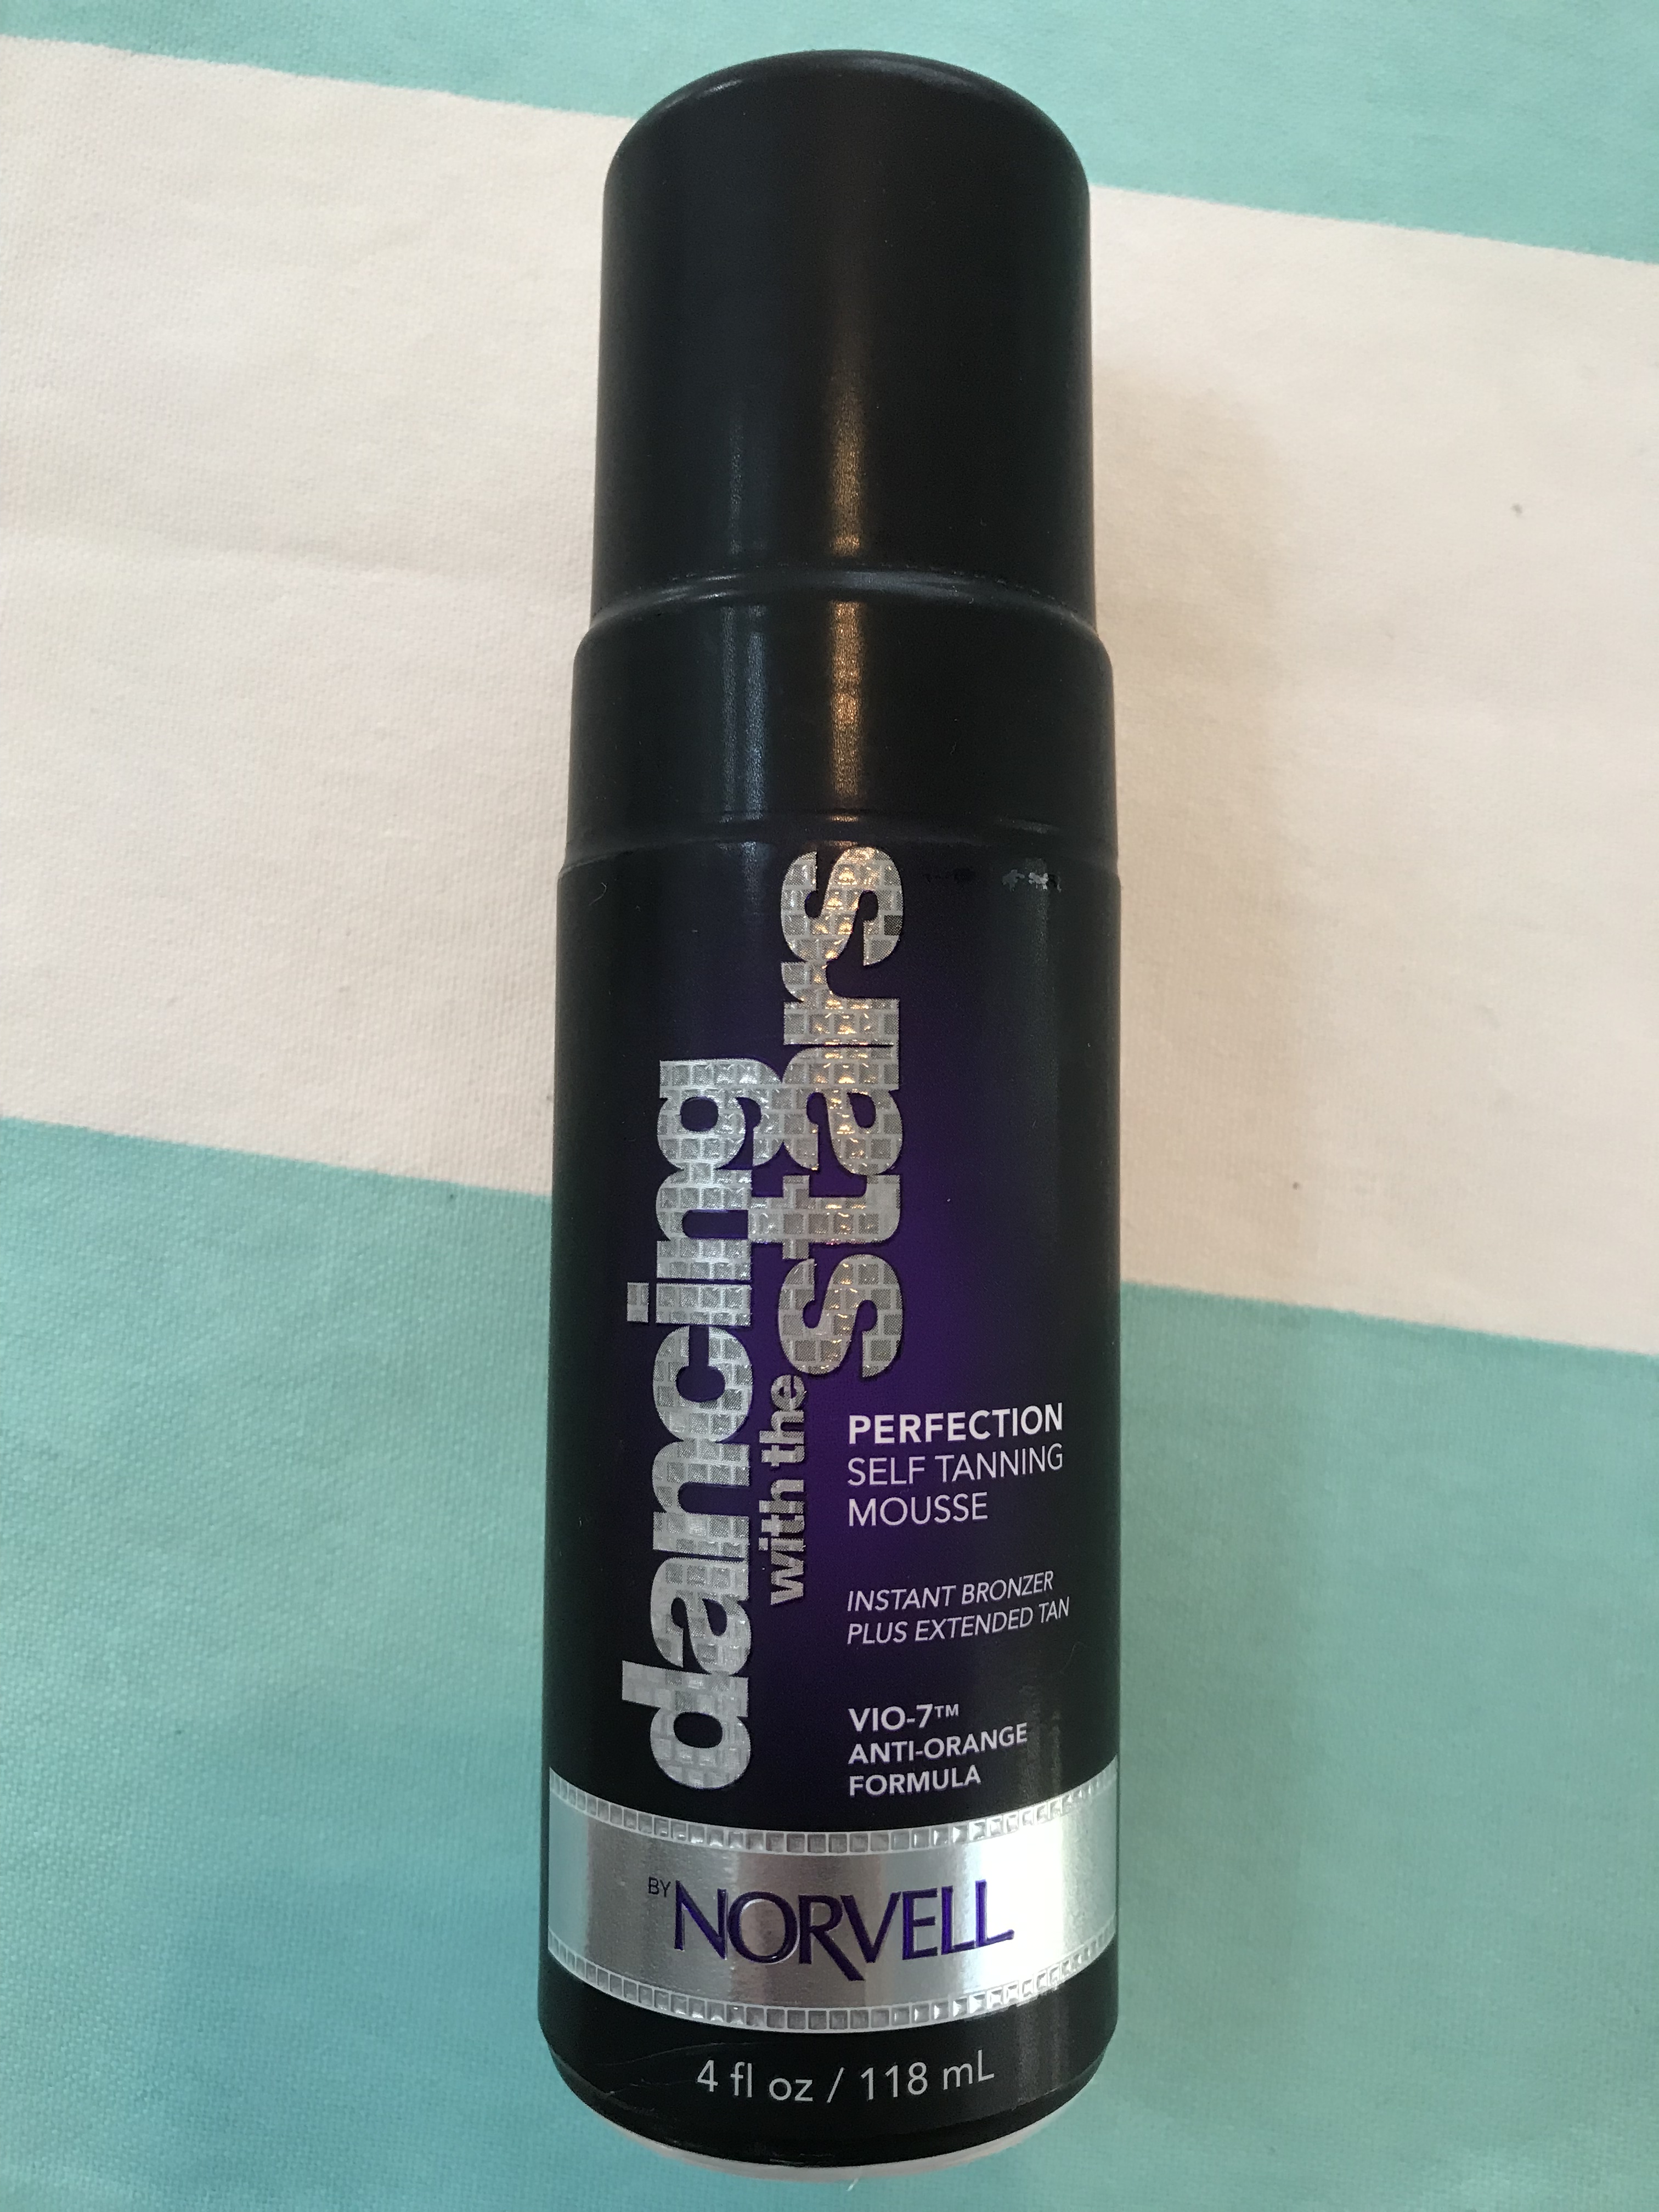 dancing
with the
stars
PERFECTION
SELF TANNING
MOUSSE
INSTANT BRONZER
PLUS EXTENDED TAN
VIO-7™
ANTI-ORANGE
FORMULA
BY NORVELL
4 fl oz / 118 mL